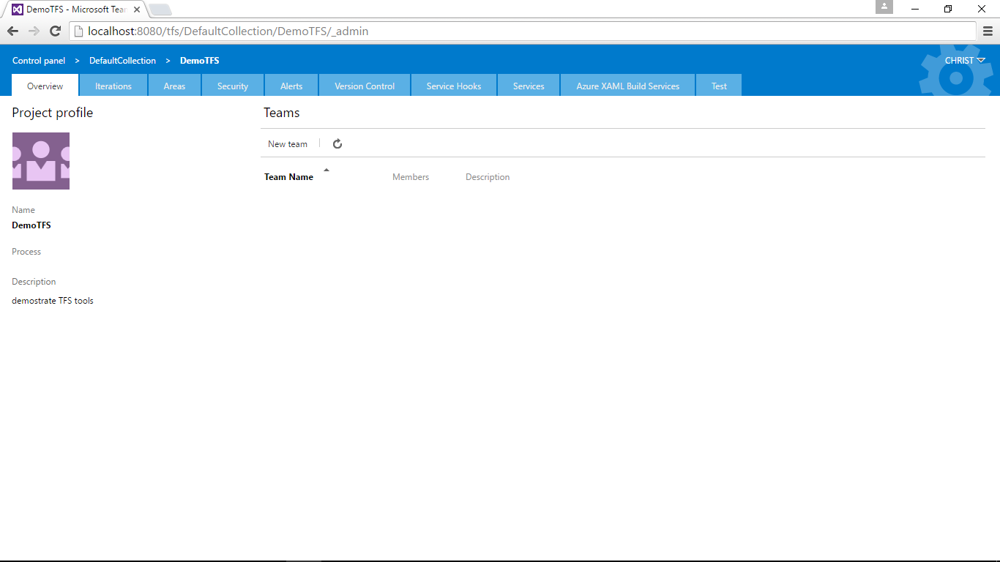 DemoTFS - Microsoft Tear
localhost:8080/tfs/DefaultCollection/DemoTFS/_admin
Control panel > DefaultCollection > DemoTFS
CHRIST
Overview Iterations Areas Security Alerts Version Control Service Hooks Services Azure XAML Build Services Test
Project profile
Teams
New team
Team Name Members Description
Name
DemoTFS
Process
Description
demostrate TFS tools